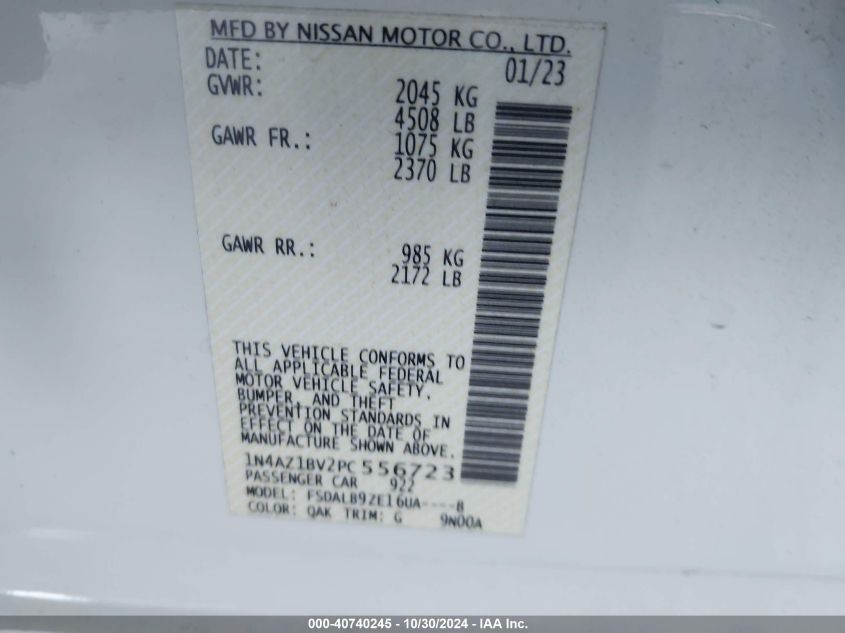 MFD BY NISSAN MOTOR CO., LTD.
DATE: 01/23
GVWR: 2045 KG
4508 LB
GAWR FR.: 1075 KG
2370 LB
GAWR RR.: 985 KG
2172 LB
THIS VEHICLE CONFORMS TO
ALL APPLICABLE FEDERAL
MOTOR VEHICLE SAFETY,
BUMPER, AND THEFT
PREVENTION STANDARDS IN
EFFECT ON THE DATE OF
MANUFACTURE SHOWN ABOVE.
1N4AZ1BV2PC556723
PASSENGER CAR 922
MODEL: FSDALB9ZE16UA----8
COLOR: QAK TRIM: G 9N00A
000-40740245 - 10/30/2024 - IAA Inc.